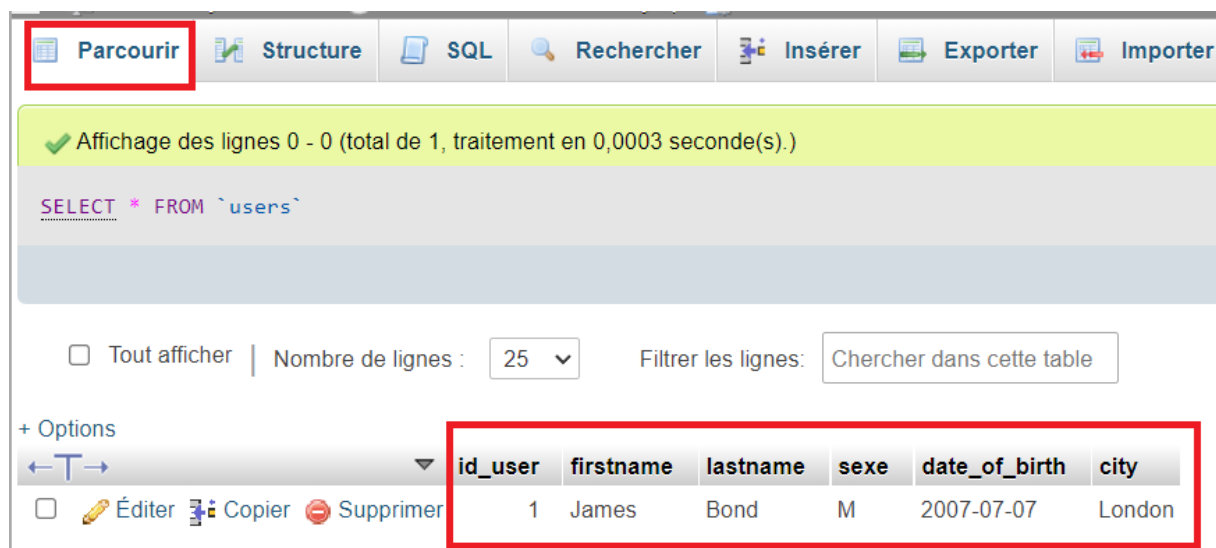 Parcourir Structure SQL Rechercher Insérer Exporter Importer
Affichage des lignes 0 - 0 (total de 1, traitement en 0,0003 seconde(s).)
SELECT * FROM `users`
Tout afficher | Nombre de lignes : 25 Filtrer les lignes: Chercher dans cette table
+ Options
←T→ id_user firstname lastname sexe date_of_birth city
Éditer Copier Supprimer 1 James Bond M 2007-07-07 London